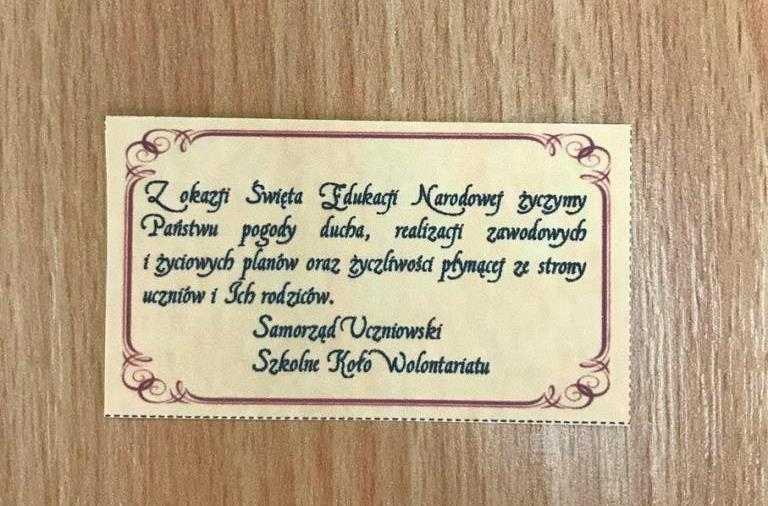 Z okazji Święta Edukacji Narodowej życzymy
Państwu pogody ducha, realizacji zawodowych
i życiowych planów oraz życzliwości płynącej ze strony
uczniów i Ich rodziców.
Samorząd Uczniowski
Szkolne Koło Wolontariatu